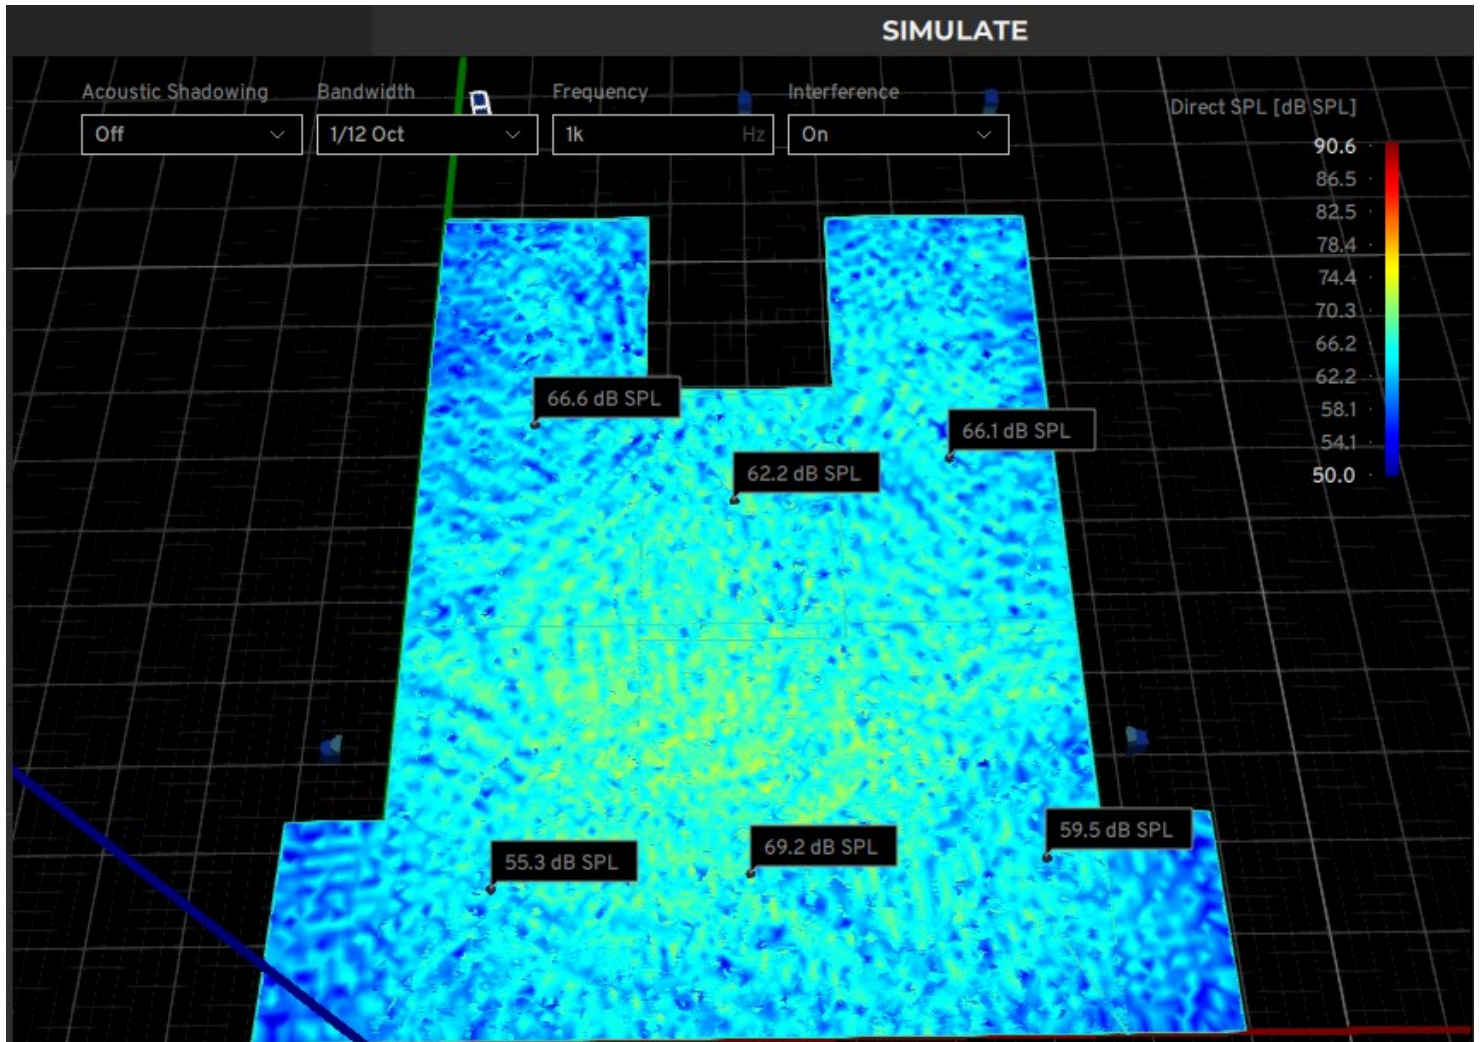 SIMULATE
Acoustic Shadowing
Bandwidth
Frequency
Interference
Off
1/12 Oct
1k
Hz
On
Direct SPL [dB SPL]
90.6
86.5
82.5
78.4
74.4
70.3
66.2
62.2
58.1
54.1
50.0
66.6 dB SPL
66.1 dB SPL
62.2 dB SPL
59.5 dB SPL
69.2 dB SPL
55.3 dB SPL